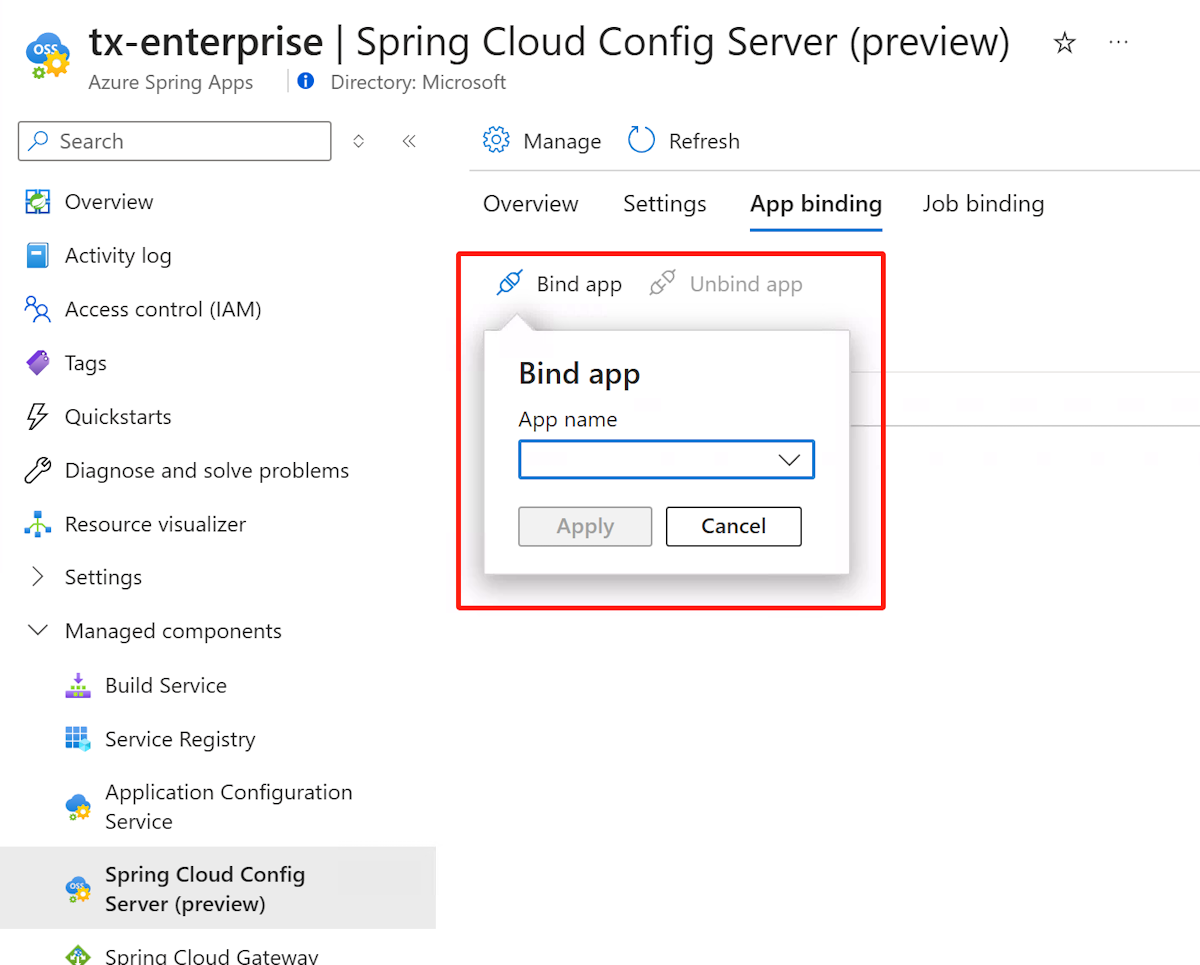 tx-enterprise | Spring Cloud Config Server (preview)
Azure Spring Apps
Directory: Microsoft
Search
Manage
Refresh
Overview
Settings
App binding
Job binding
Overview
Activity log
Access control (IAM)
Tags
Quickstarts
Diagnose and solve problems
Resource visualizer
Settings
Managed components
Build Service
Service Registry
Application Configuration
Service
OSS
Spring Cloud Config
Server (preview)
Spring Cloud Gateway
Bind app
Unbind app
Bind app
App name
Apply
Cancel